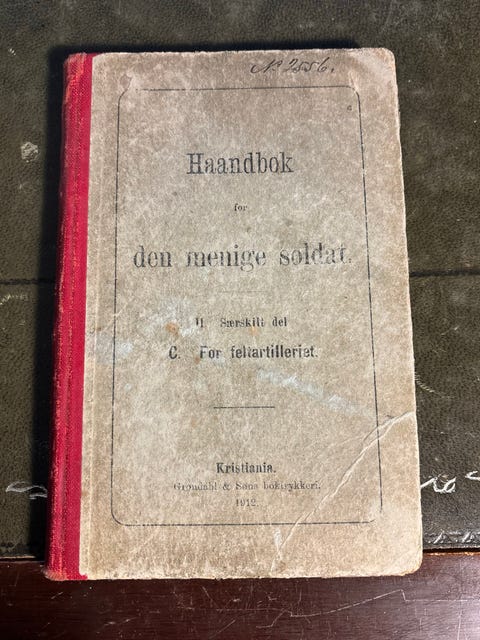 No 2556.
Haandbok
for
den menige soldat.
II. Særskilt del
C. For feltartilleriet.
Kristiania.
Grøndahl & Søns boktrykkeri.
1912.